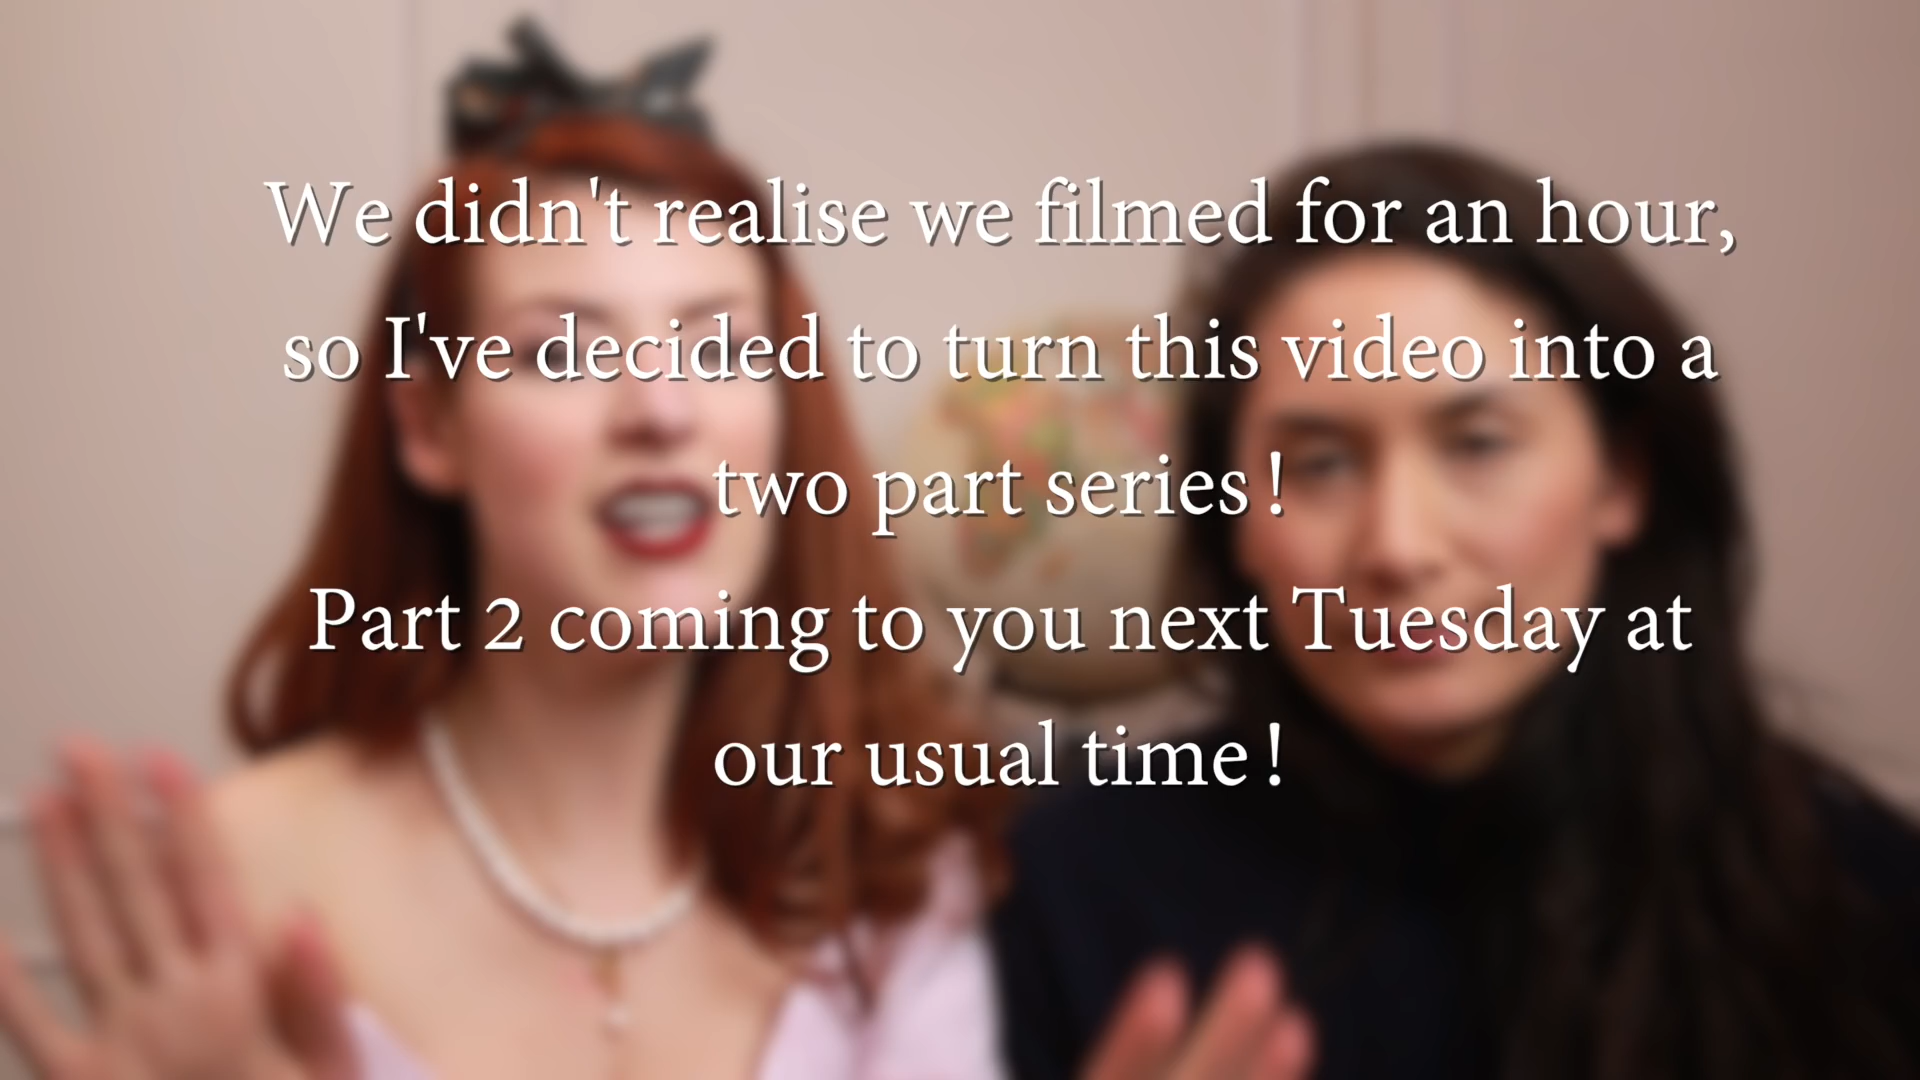 We didn't realise we filmed for an hour,
so I've decided to turn this video into a
two part series!
Part 2 coming to you next Tuesday at
our usual time!